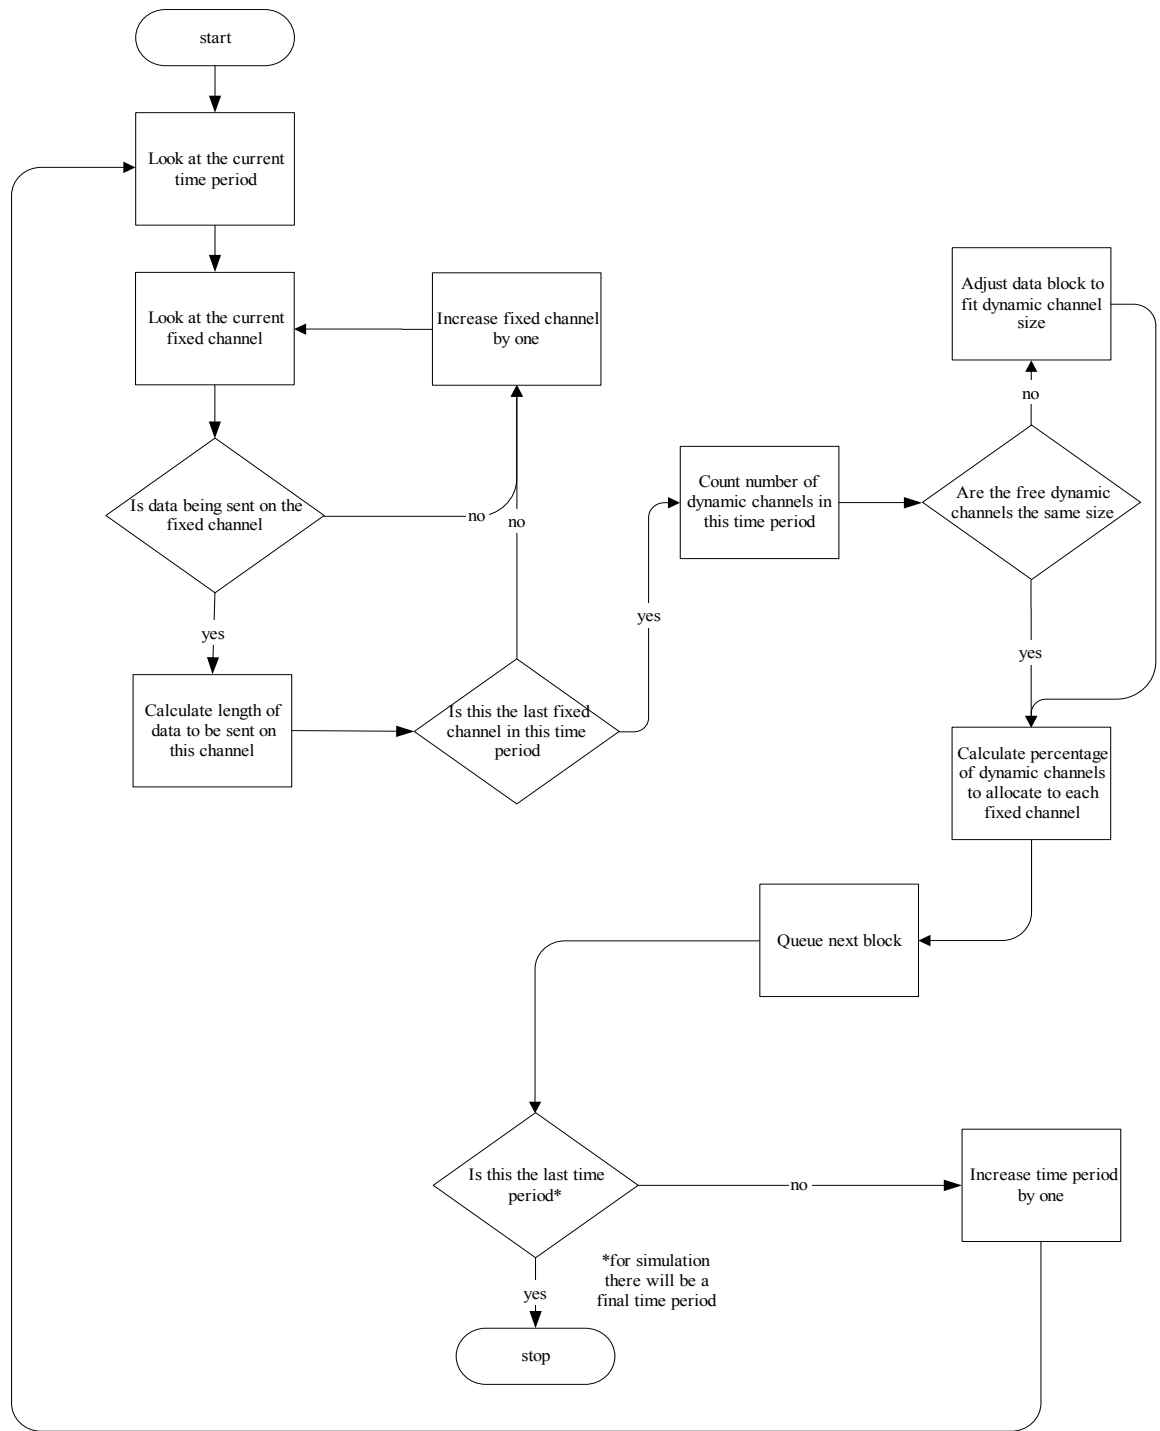 start
Look at the current
time period
Look at the current
fixed channel
Increase fixed channel
by one
Is data being sent on the
fixed channel
no
no
yes
Calculate length of
data to be sent on
this channel
Is this the last fixed
channel in this time
period
yes
Count number of
dynamic channels in
this time period
Are the free dynamic
channels the same size
no
Adjust data block to
fit dynamic channel
size
yes
Calculate percentage
of dynamic channels
to allocate to each
fixed channel
Queue next block
Is this the last time
period*
no
Increase time period
by one
*for simulation
there will be a
final time period
yes
stop